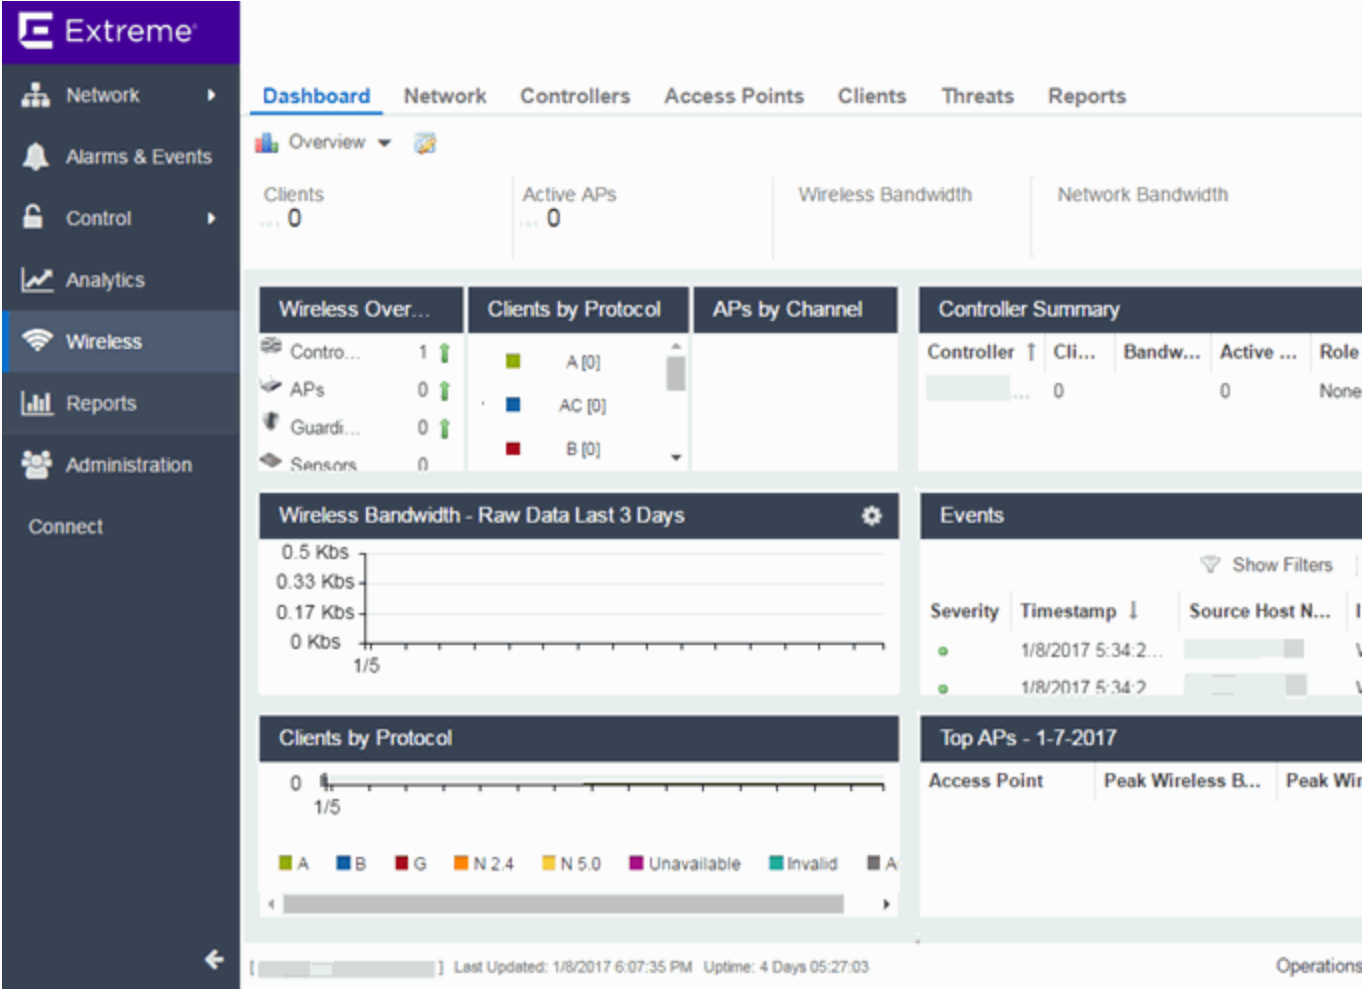 Extreme
Network
Alarms & Events
Control
Analytics
Wireless
Reports
Administration
Connect
Dashboard Network Controllers Access Points Clients Threats Reports
Overview
Clients
0
Active APs
0
Wireless Bandwidth
Network Bandwidth
Wireless Over...
Contro... 1
APs 0
Guardi... 0
Sensors 0
Clients by Protocol
A [0]
AC [0]
B [0]
APs by Channel
Controller Summary
Controller Cli... Bandw... Active ... Role
... 0 0 None
Wireless Bandwidth - Raw Data Last 3 Days
0.5 Kbs
0.33 Kbs
0.17 Kbs
0 Kbs
1/5
Events
Show Filters
Severity Timestamp Source Host N...
1/8/2017 5:34:2...
1/8/2017 5:34:2
Clients by Protocol
0
1/5
A B G N 2.4 N 5.0 Unavailable Invalid A
Top APs - 1-7-2017
Access Point Peak Wireless B... Peak Wir
[ ] Last Updated: 1/8/2017 6:07:35 PM Uptime: 4 Days 05:27:03
Operations